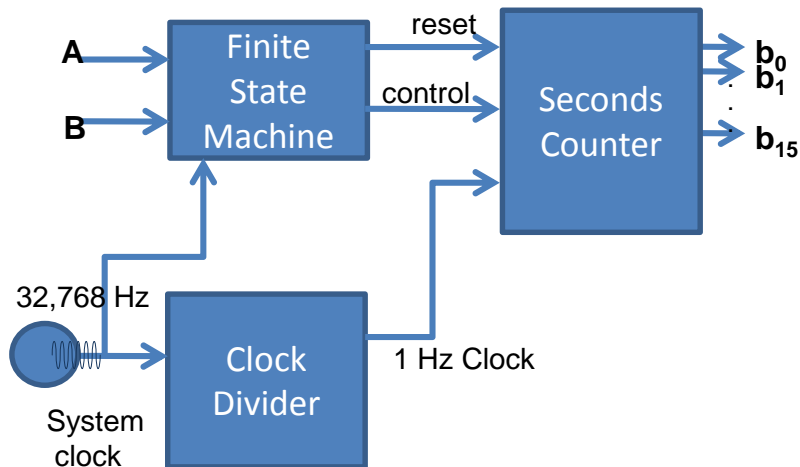 A
B
Finite
State
Machine
reset
control
Seconds
Counter
b0
b1
.
.
.
b15
32,768 Hz
System
clock
Clock
Divider
1 Hz Clock